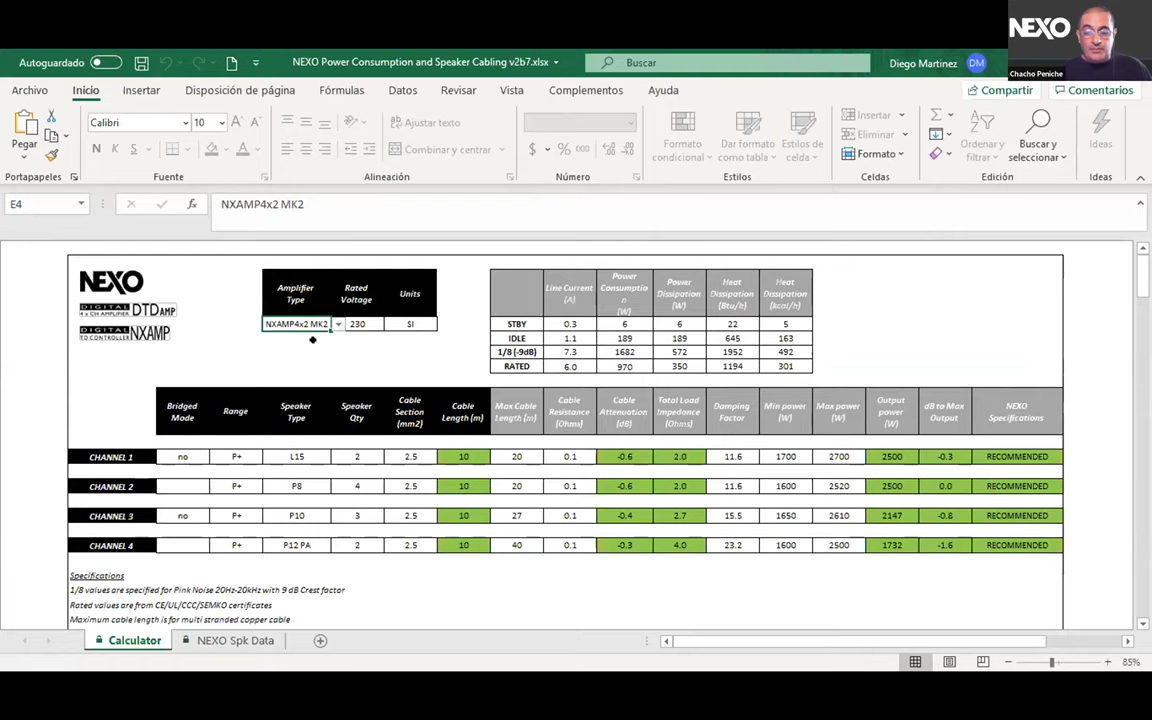 Autoguardado
NEXO Power Consumption and Speaker Cabling v2b7.xlsx
Buscar
Diego Martinez
DM
NEXO
Chacho Peniche
Archivo Inicio Insertar Disposición de página Fórmulas Datos Revisar Vista Complementos Ayuda
Compartir Comentarios
Pegar
Calibri 10
N K S
Ajustar texto
Combinar y centrar
$ % 000
Formato condicional
Dar formato como tabla
Estilos de celda
Insertar
Eliminar
Formato
Ordenar y filtrar
Buscar y seleccionar
Ideas
Portapapeles Fuente Alineación Número Estilos Celdas Edición Ideas
E4 fx NXAMP4x2 MK2
NEXO
DIGITAL 4 x CH AMPLIFIER DTDAMP
DIGITAL TD CONTROLLER NXAMP
Amplifier Type Rated Voltage Units
NXAMP4x2 MK2 230 SI
Line Current (A) Power Consumption (W) Power Dissipation (W) Heat Dissipation (Btu/h) Heat Dissipation (kcal/h)
STBY 0.3 6 6 22 5
IDLE 1.1 189 189 645 163
1/8 (-9dB) 7.3 1682 572 1952 492
RATED 6.0 970 350 1194 301
Bridged Mode Range Speaker Type Speaker Qty Cable Section (mm2) Cable Length (m) Max Cable Length (m) Cable Resistance (Ohms) Cable Attenuation (dB) Total Load Impedance (Ohms) Damping Factor Min power (W) Max power (W) Output power (W) dB to Max Output NEXO Specifications
CHANNEL 1 no P+ L15 2 2.5 10 20 0.1 -0.6 2.0 11.6 1700 2700 2500 -0.3 RECOMMENDED
CHANNEL 2 P+ P8 4 2.5 10 20 0.1 -0.6 2.0 11.6 1600 2520 2500 0.0 RECOMMENDED
CHANNEL 3 no P+ P10 3 2.5 10 27 0.1 -0.4 2.7 15.5 1650 2610 2147 -0.8 RECOMMENDED
CHANNEL 4 P+ P12 PA 2 2.5 10 40 0.1 -0.3 4.0 23.2 1600 2500 1732 -1.6 RECOMMENDED
Specifications
1/8 values are specified for Pink Noise 20Hz-20kHz with 9 dB Crest factor
Rated values are from CE/UL/CCC/SEMKO certificates
Maximum cable length is for multi stranded copper cable
Calculator NEXO Spk Data
85%